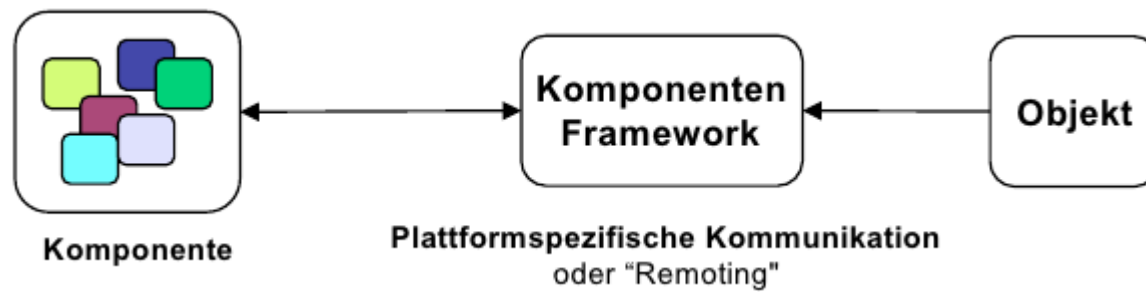 Komponenten
Framework
Objekt
Komponente
Plattformspezifische Kommunikation
oder “Remoting"